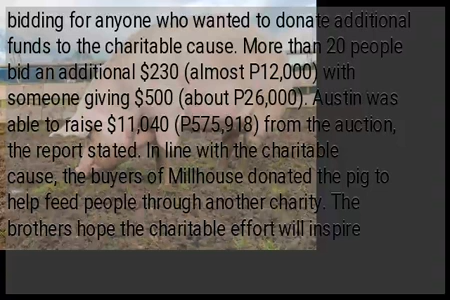 bidding for anyone who wanted to donate additional
funds to the charitable cause. More than 20 people
bid an additional $230 (almost P12,000) with
someone giving $500 (about P26,000). Austin was
able to raise $11,040 (P575,918) from the auction,
the report stated. In line with the charitable
cause, the buyers of Millhouse donated the pig to
help feed people through another charity. The
brothers hope the charitable effort will inspire